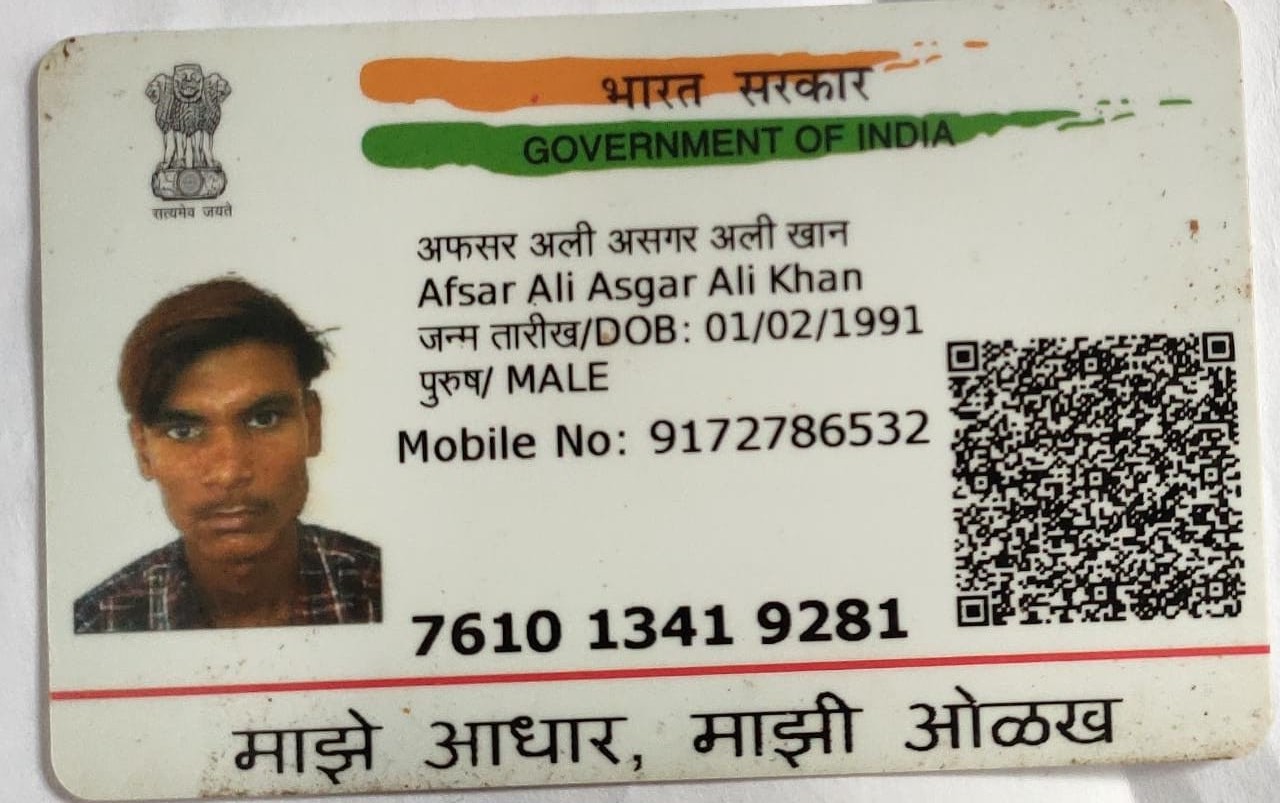 भारत सरकार
GOVERNMENT OF INDIA
सत्यमेव जयते
अफसर अली असगर अली खान
Afsar Ali Asgar Ali Khan
जन्म तारीख/DOB: 01/02/1991
पुरुष/ MALE
Mobile No: 9172786532
7610 1341 9281
माझे आधार, माझी ओळख